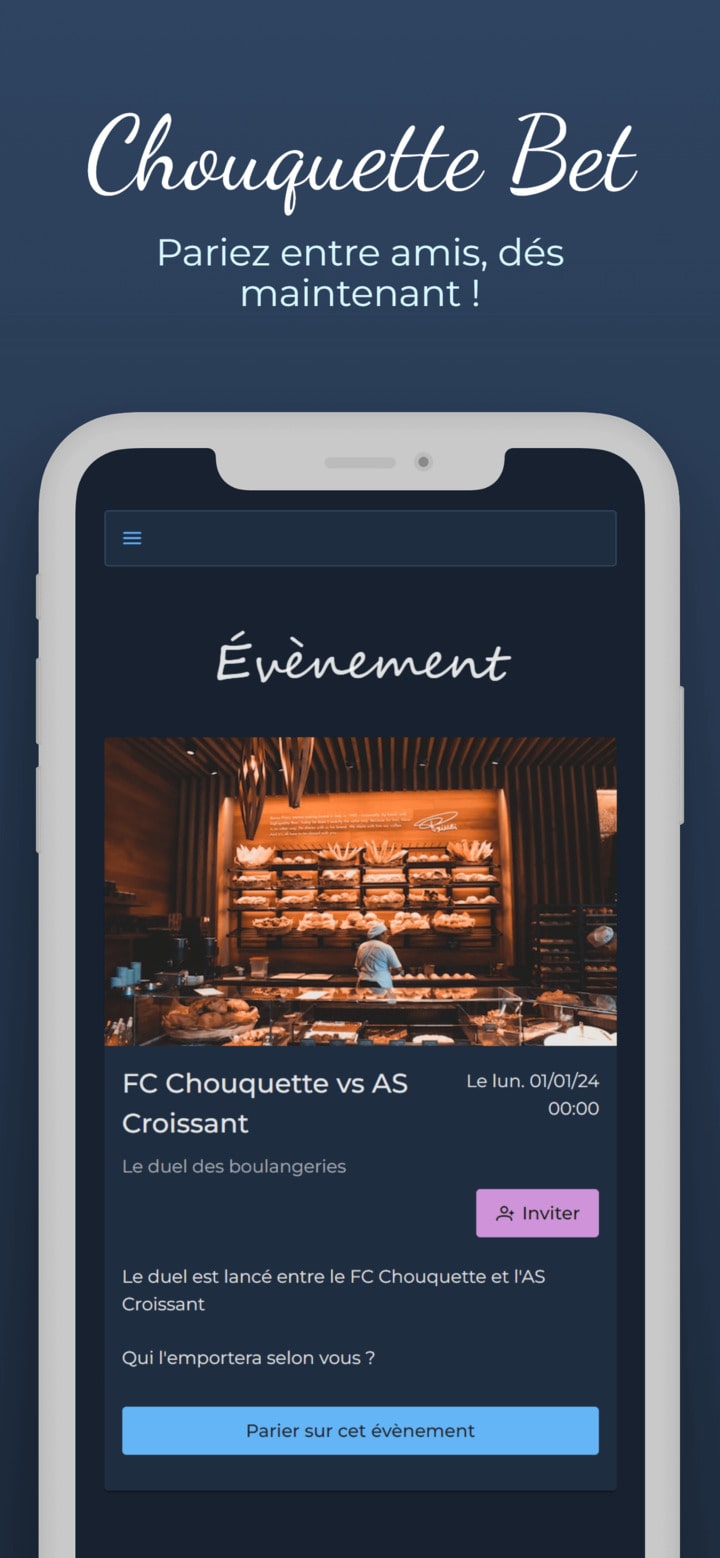 Chouquette Bet
Pariez entre amis, dés
maintenant !
Évènement
FC Chouquette vs AS
Croissant
Le lun. 01/01/24
00:00
Le duel des boulangeries
Inviter
Le duel est lancé entre le FC Chouquette et l'AS
Croissant
Qui l'emportera selon vous ?
Parier sur cet évènement